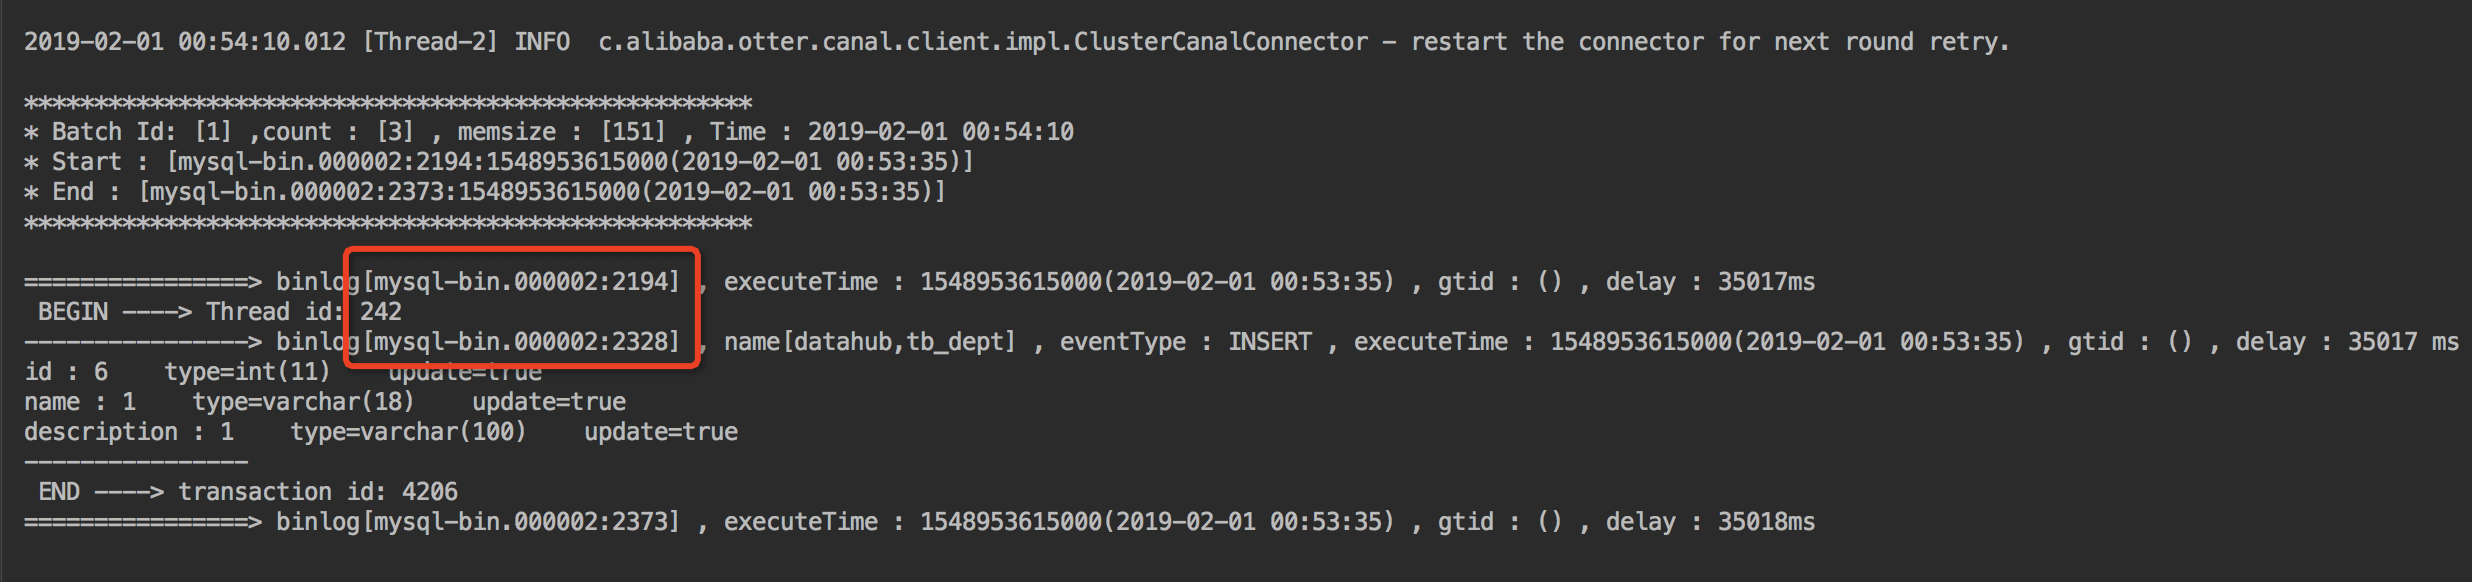 2019-02-01 00:54:10.012 [Thread-2] INFO  c.alibaba.otter.canal.client.impl.ClusterCanalConnector - restart the connector for next round retry.
****************************************************
* Batch Id: [1] ,count : [3] , memsize : [151] , Time : 2019-02-01 00:54:10
* Start : [mysql-bin.000002:2194:1548953615000(2019-02-01 00:53:35)]
* End : [mysql-bin.000002:2373:1548953615000(2019-02-01 00:53:35)]
****************************************************
================> binlog[mysql-bin.000002:2194] , executeTime : 1548953615000(2019-02-01 00:53:35) , gtid : () , delay : 35017ms
 BEGIN ----> Thread id: 242
----------------> binlog[mysql-bin.000002:2328] , name[datahub,tb_dept] , eventType : INSERT , executeTime : 1548953615000(2019-02-01 00:53:35) , gtid : () , delay : 35017 ms
id : 6    type=int(11)    update=true
name : 1    type=varchar(18)    update=true
description : 1    type=varchar(100)    update=true
----------------
 END ----> transaction id: 4206
================> binlog[mysql-bin.000002:2373] , executeTime : 1548953615000(2019-02-01 00:53:35) , gtid : () , delay : 35018ms